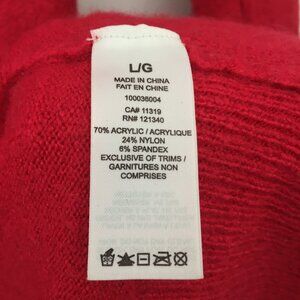 L/G
MADE IN CHINA
FAIT EN CHINE
100036004
CA# 11319
RN# 121340
70% ACRYLIC / ACRYLIQUE
24% NYLON
6% SPANDEX
EXCLUSIVE OF TRIMS /
GARNITURES NON
COMPRISES